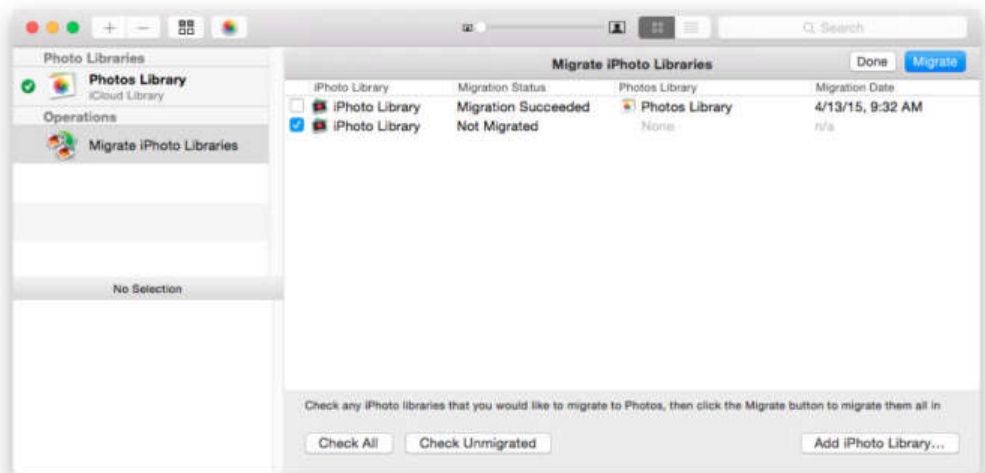 + −
Search
Photo Libraries
Photos Library
iCloud Library
Operations
Migrate iPhoto Libraries
No Selection
Migrate iPhoto Libraries
Done
Migrate
iPhoto Library Migration Status Photos Library Migration Date
iPhoto Library Migration Succeeded Photos Library 4/13/15, 9:32 AM
iPhoto Library Not Migrated None n/a
Check any iPhoto libraries that you would like to migrate to Photos, then click the Migrate button to migrate them all in
Check All
Check Unmigrated
Add iPhoto Library...